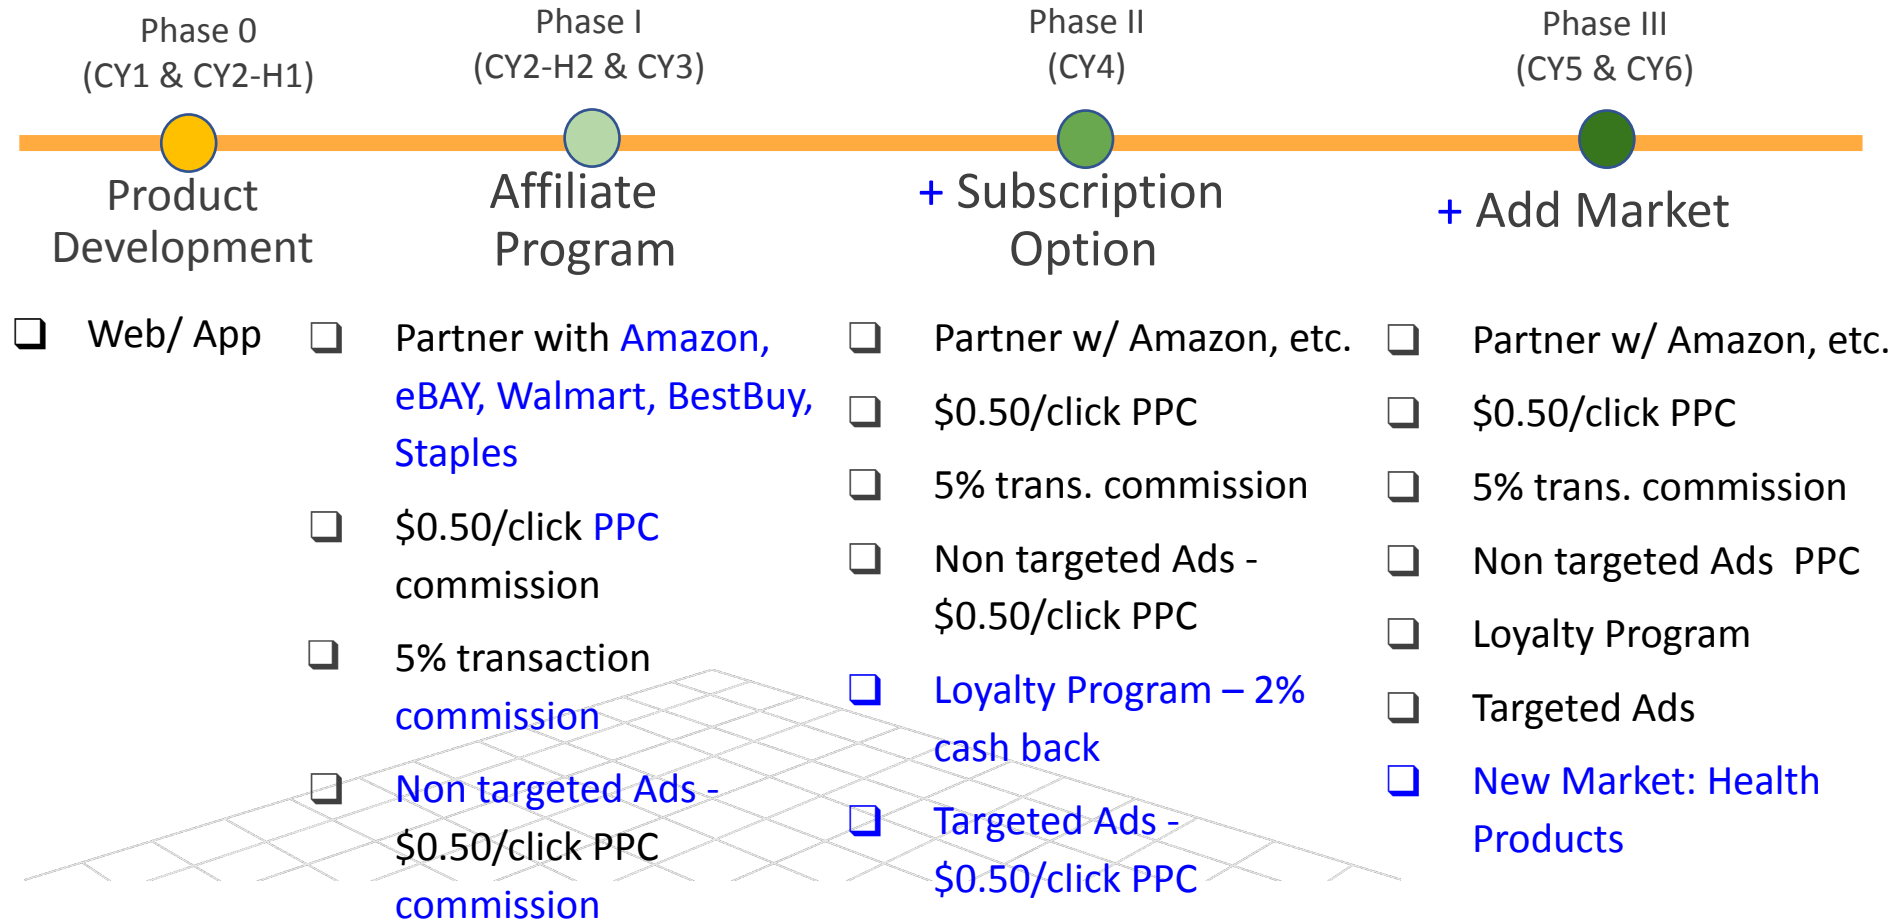 Phase 0
(CY1 & CY2-H1)
Product
Development
❑ Web/ App
Phase I
(CY2-H2 & CY3)
Affiliate
Program
❑ Partner with Amazon,
eBAY, Walmart, BestBuy,
Staples
❑ $0.50/click PPC
commission
❑ 5% transaction
commission
❑ Non targeted Ads -
$0.50/click PPC
commission
Phase II
(CY4)
+ Subscription
Option
❑ Partner w/ Amazon, etc.
❑ $0.50/click PPC
❑ 5% trans. commission
❑ Non targeted Ads -
$0.50/click PPC
❑ Loyalty Program – 2%
cash back
❑ Targeted Ads -
$0.50/click PPC
Phase III
(CY5 & CY6)
+ Add Market
❑ Partner w/ Amazon, etc.
❑ $0.50/click PPC
❑ 5% trans. commission
❑ Non targeted Ads  PPC
❑ Loyalty Program
❑ Targeted Ads
❑ New Market: Health
Products